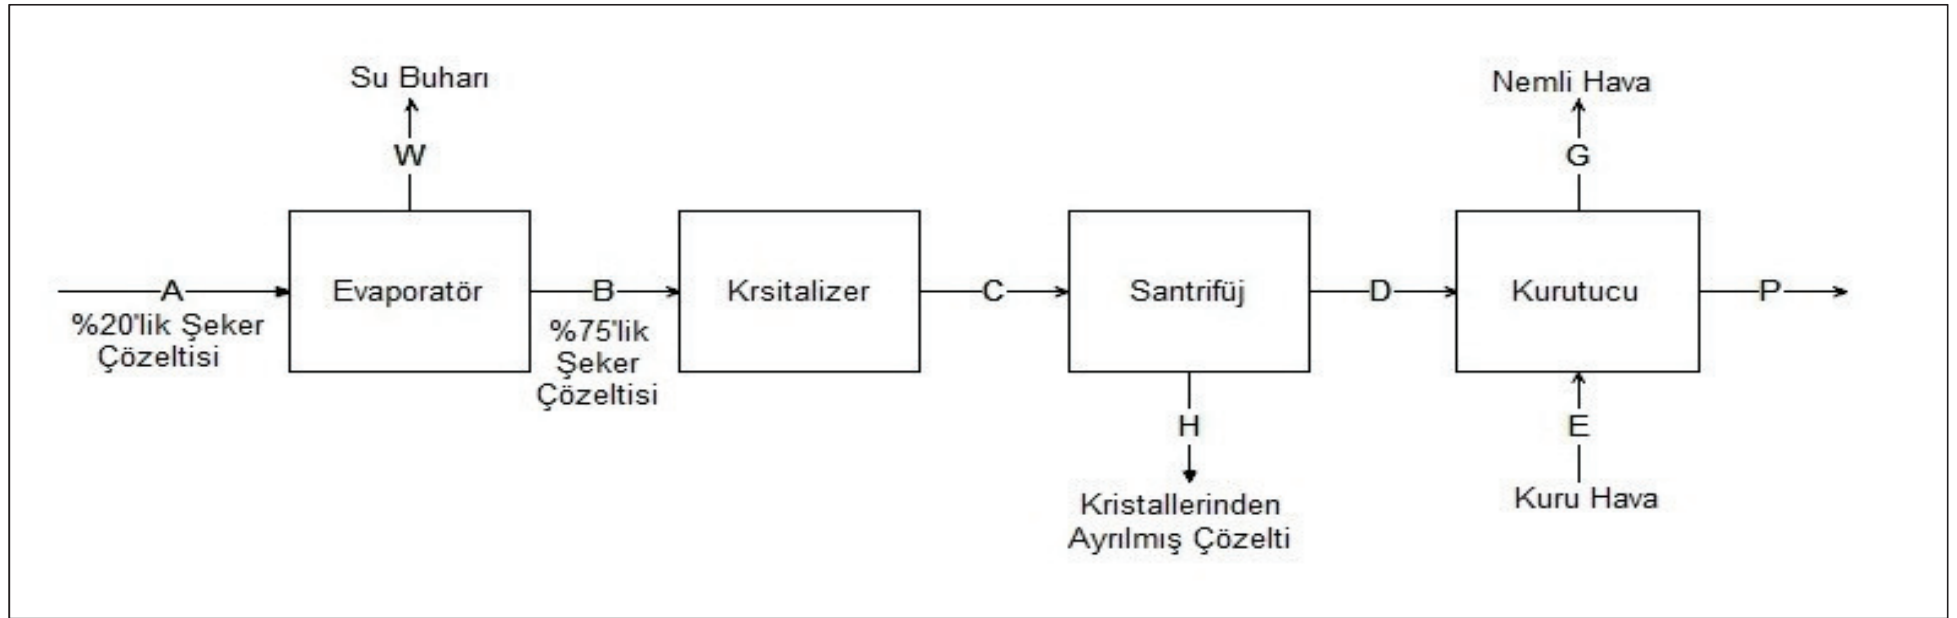 Su Buharı
Nemli Hava
W
G
A
Evaporatör
B
Krsitalizer
C
Santrifüj
D
Kurutucu
P
%20'lik Şeker
Çözeltisi
%75'lik
Şeker
Çözeltisi
H
E
Kristallerinden
Ayrılmış Çözelti
Kuru Hava